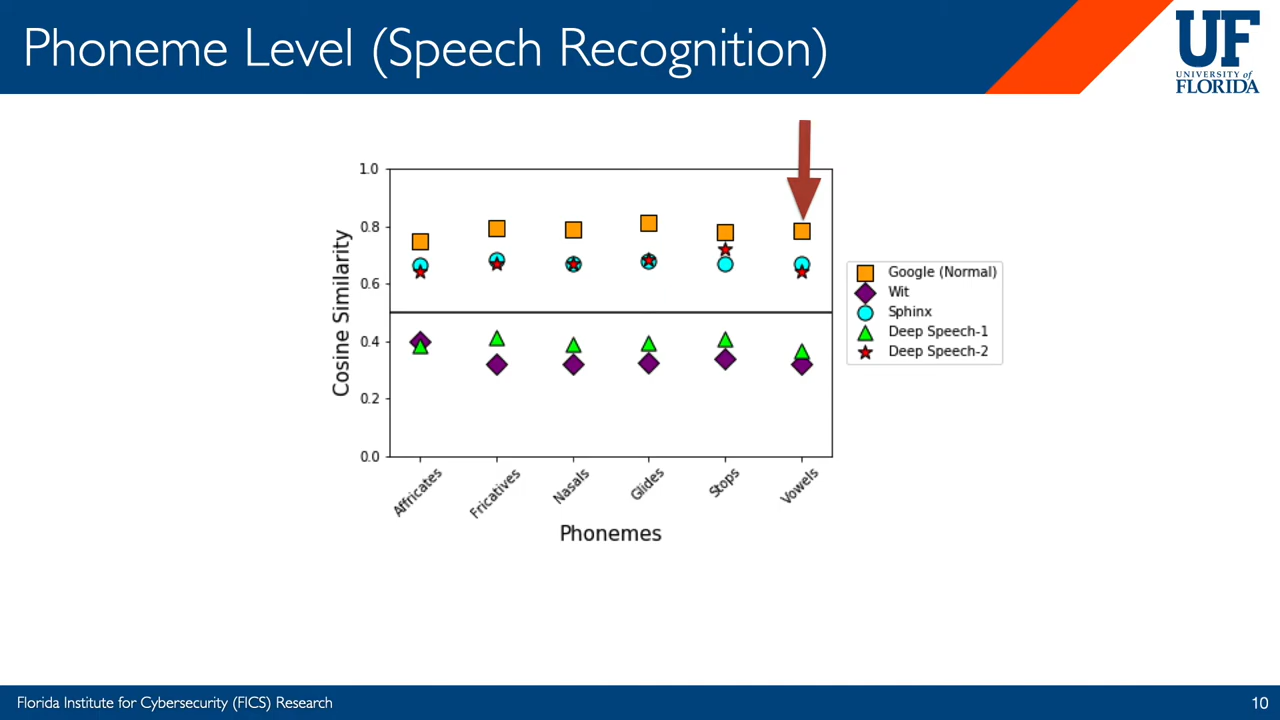 Phoneme Level (Speech Recognition)
UF
UNIVERSITY of
FLORIDA
1.0
0.8
0.6
0.4
0.2
0.0
Cosine Similarity
Affricates
Fricatives
Nasals
Glides
Stops
Vowels
Phonemes
Google (Normal)
Wit
Sphinx
Deep Speech-1
Deep Speech-2
Florida Institute for Cybersecurity (FICS) Research
10